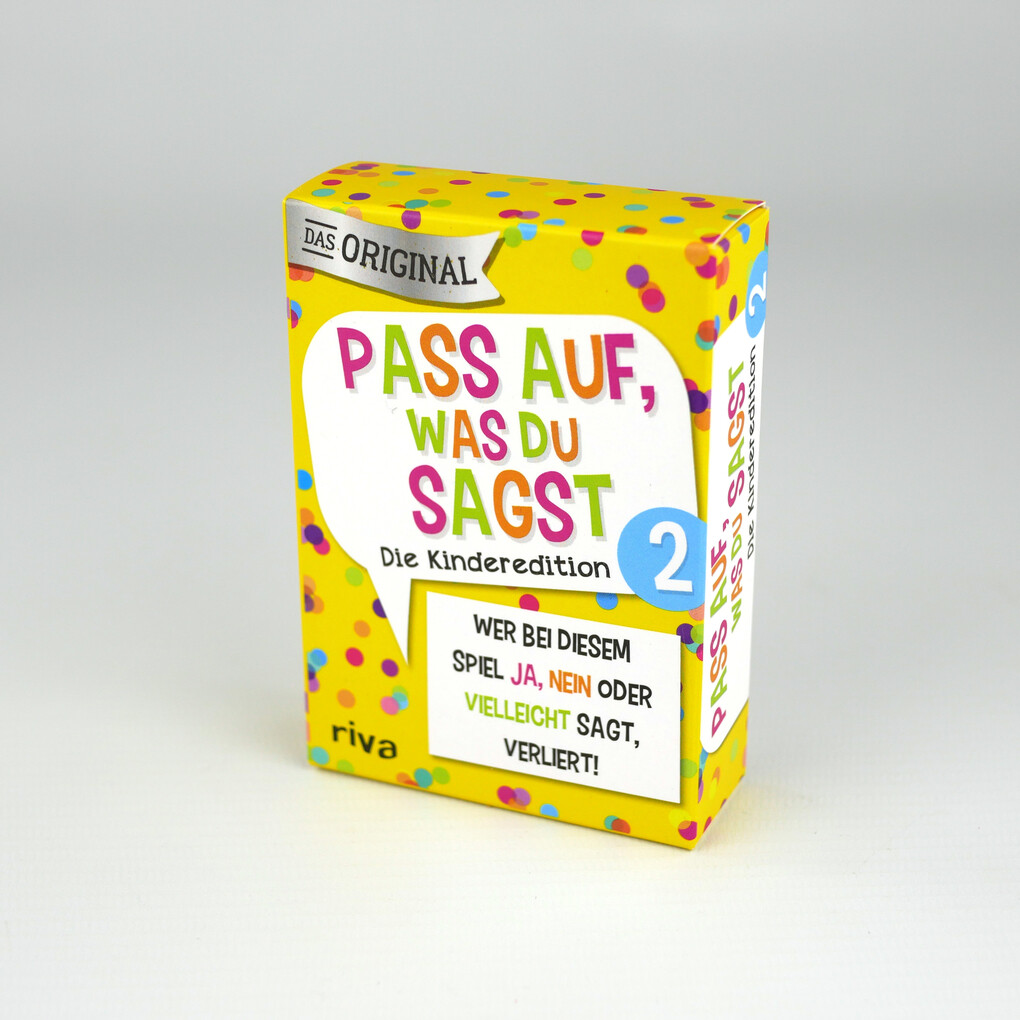 DAS ORIGINAL
PASS AUF,
WAS DU
SAGST
Die Kinderedition
2
WER BEI DIESEM
SPIEL JA, NEIN ODER
VIELLEICHT SAGT,
VERLIERT!
riva
PASS AUF,
WAS DU SAGST
Die Kinderedition
2